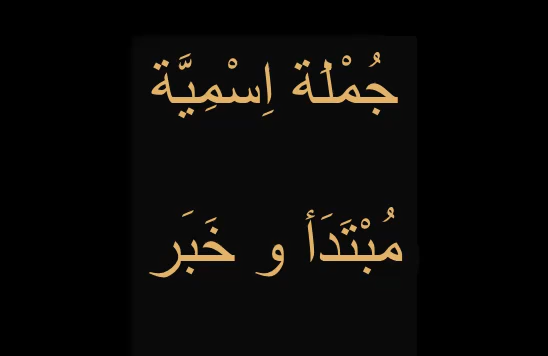 جُمْلَة اِسْمِيَّة
مُبْتَدَأ و خَبَر